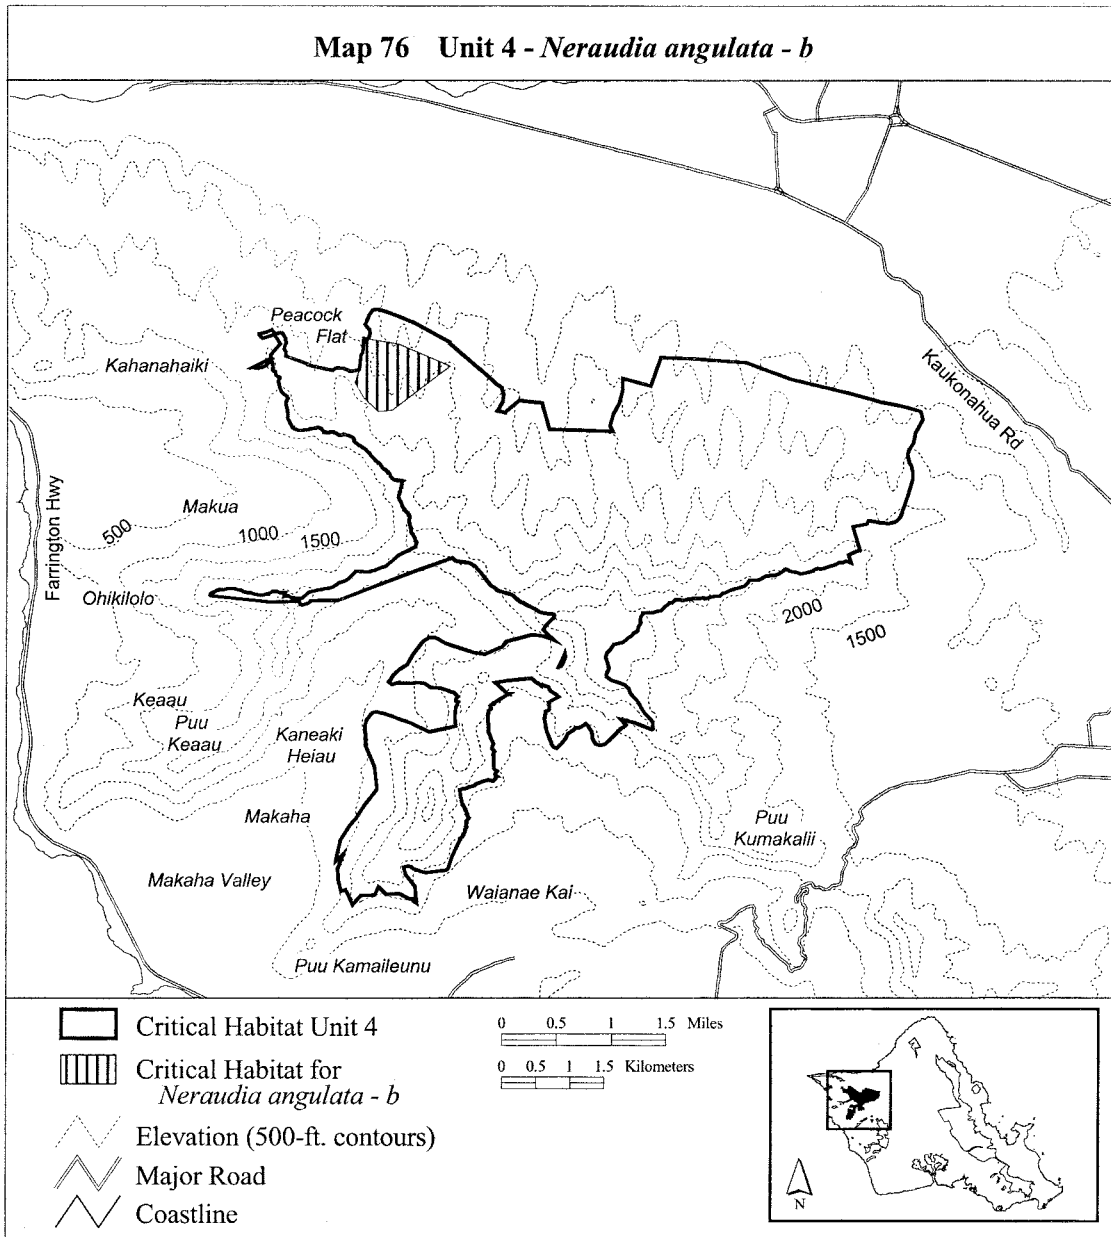 Map 76 Unit 4 - Neraudia angulata - b
Peacock
Flat
Kahanahaiki
Kaukonahua Rd
Farrington Hwy
Makua
500
1000
1500
Ohikilolo
2000
1500
Keaau
Puu
Keaau
Kaneaki
Heiau
Makaha
Puu
Kumakalii
Makaha Valley
Waianae Kai
Puu Kamaileunu
Critical Habitat Unit 4
Critical Habitat for
Neraudia angulata - b
Elevation (500-ft. contours)
Major Road
Coastline
0 0.5 1 1.5 Miles
0 0.5 1 1.5 Kilometers
N